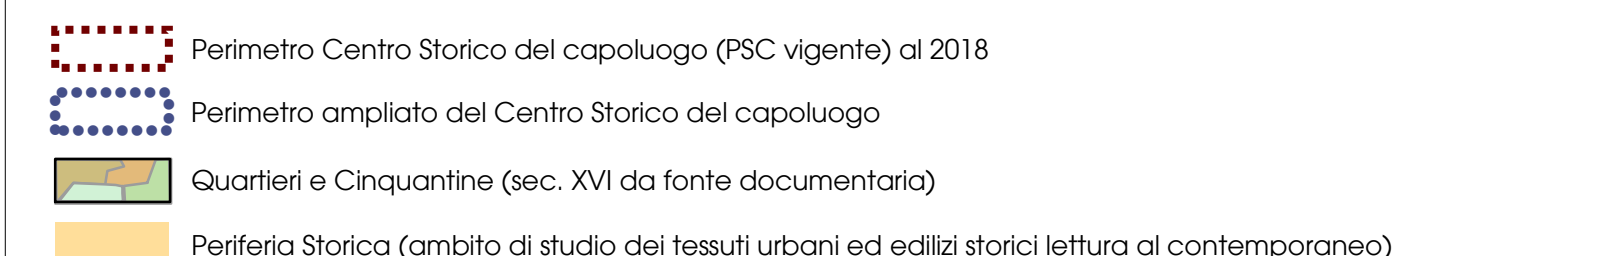 Perimetro Centro Storico del capoluogo (PSC vigente) al 2018
Perimetro ampliato del Centro Storico del capoluogo
Quartieri e Cinquantine (sec. XVI da fonte documentaria)
Periferia Storica (ambito di studio dei tessuti urbani ed edilizi storici lettura al contemporaneo)